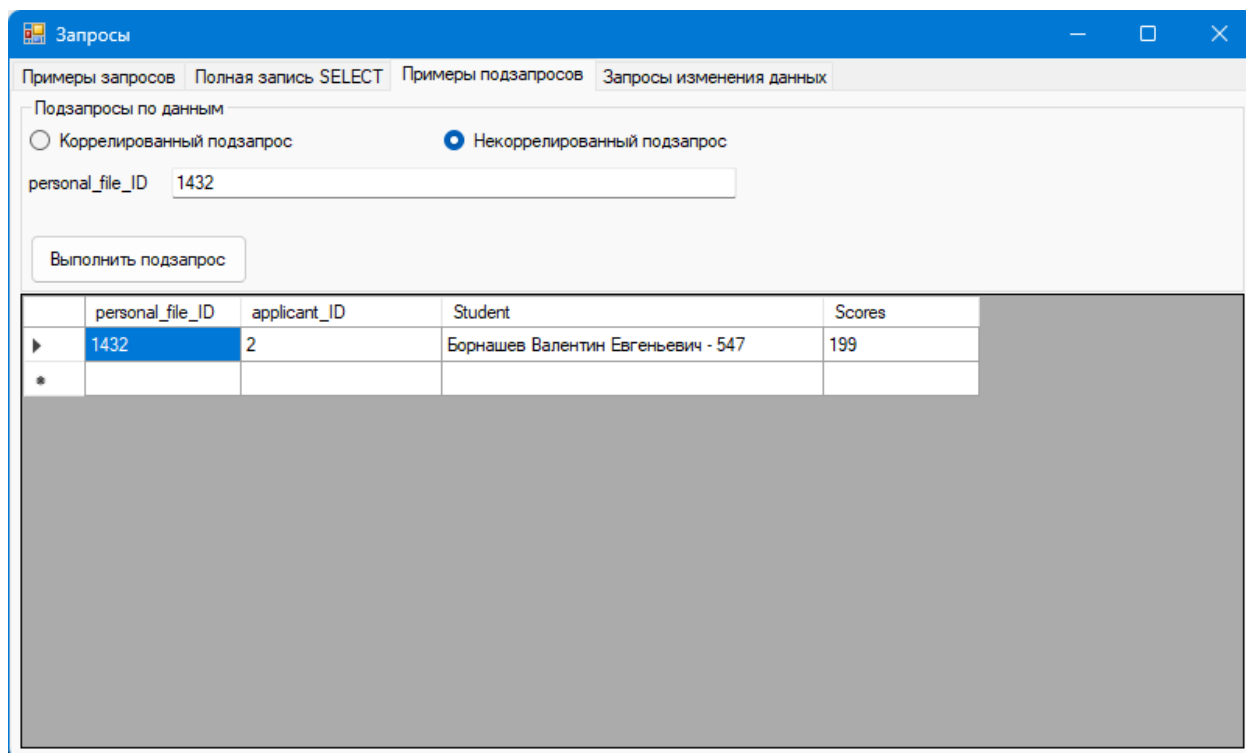 Запросы
Примеры запросов Полная запись SELECT Примеры подзапросов Запросы изменения данных
Подзапросы по данным
Коррелированный подзапрос Некоррелированный подзапрос
personal_file_ID 1432
Выполнить подзапрос
personal_file_ID applicant_ID Student Scores
1432 2 Борнашев Валентин Евгеньевич - 547 199